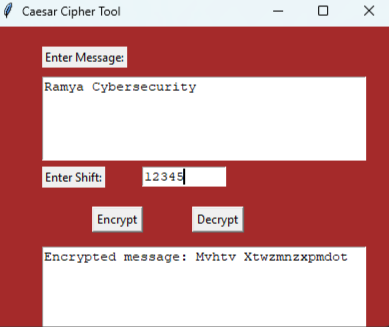 Caesar Cipher Tool
Enter Message:
Ramya Cybersecurity
Enter Shift: 12345
Encrypt Decrypt
Encrypted message: Mvhtv Xtwzmnzxpmdot